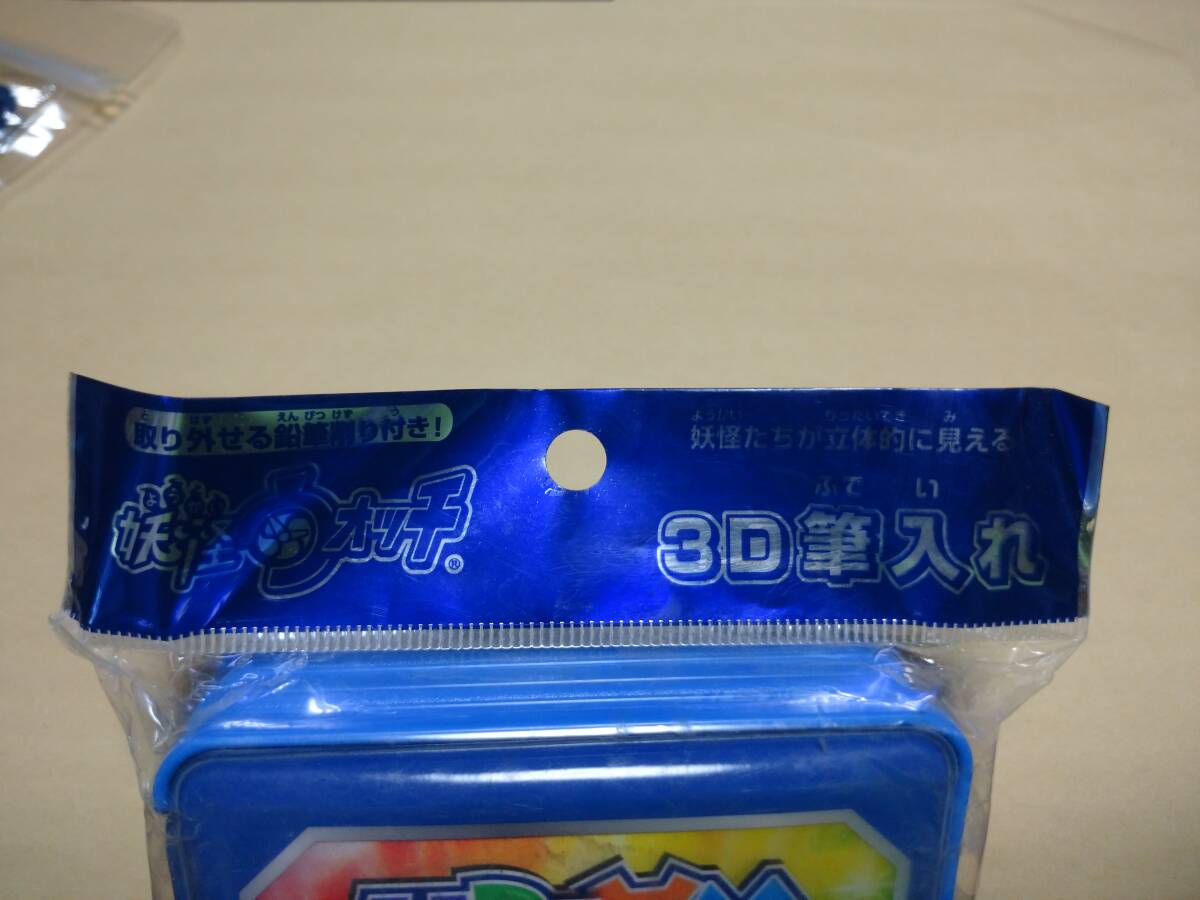 取り外せる鉛筆削り付き!
妖怪ウォッチ®
妖怪たちが立体的に見える
3D筆入れ